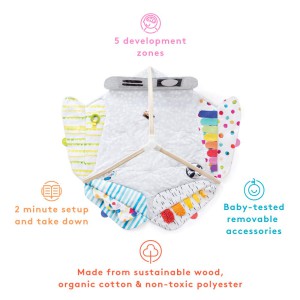 5 development
zones
2 minute setup
and take down
Baby-tested
removable
accessories
Made from sustainable wood,
organic cotton & non-toxic polyester